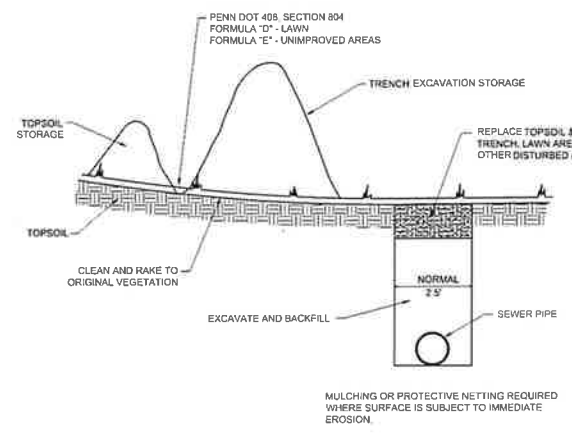 PENN DOT 408, SECTION 804
FORMULA "D" - LAWN
FORMULA "E" - UNIMPROVED AREAS
TRENCH EXCAVATION STORAGE
TOPSOIL
STORAGE
REPLACE TOPSOIL
TRENCH, LAWN ARE
OTHER DISTURBED
TOPSOIL
CLEAN AND RAKE TO
ORIGINAL VEGETATION
NORMAL
2.5'
EXCAVATE AND BACKFILL
SEWER PIPE
MULCHING OR PROTECTIVE NETTING REQUIRED
WHERE SURFACE IS SUBJECT TO IMMEDIATE
EROSION.